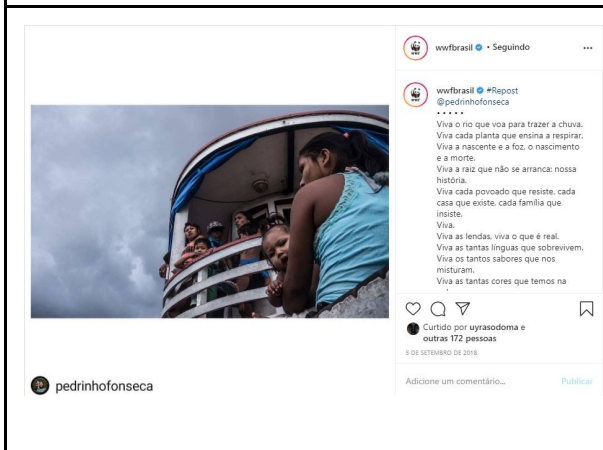 wwfbrasil • Seguindo
wwfbrasil #Repost
@pedrinhofonseca
• • • • •
Viva o rio que voa para trazer a chuva.
Viva cada planta que ensina a respirar.
Viva a nascente e a foz, o nascimento
e a morte.
Viva a raiz que não se arranca: nossa
história.
Viva cada povoado que resiste, cada
casa que existe, cada família que
insiste.
Viva.
Viva as lendas, viva o que é real.
Viva as tantas línguas que sobrevivem.
Viva os tantos sabores que nos
misturam.
Viva as tantas cores que temos na
Curtido por uyrasodoma e
outras 172 pessoas
5 DE SETEMBRO DE 2018
Adicione um comentário... Publicar
pedrinhofonseca